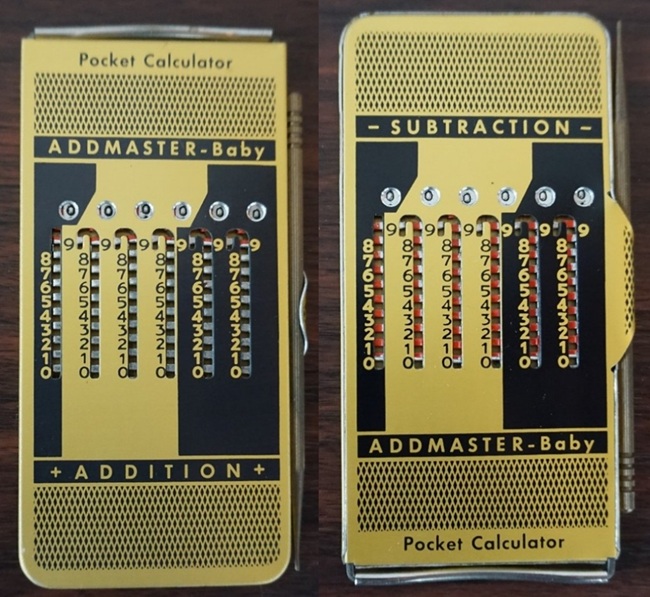 Pocket Calculator
ADDMASTER-Baby
0 0 0 0 0 0
9 9 9 9 9 9
8 8 8 8 8 8
7 7 7 7 7 7
6 6 6 6 6 6
5 5 5 5 5 5
4 4 4 4 4 4
3 3 3 3 3 3
2 2 2 2 2 2
1 1 1 1 1 1
0 0 0 0 0 0
+ ADDITION +
- SUBTRACTION -
0 0 0 0 0 0
9 9 9 9 9 9
8 8 8 8 8 8
7 7 7 7 7 7
6 6 6 6 6 6
5 5 5 5 5 5
4 4 4 4 4 4
3 3 3 3 3 3
2 2 2 2 2 2
1 1 1 1 1 1
0 0 0 0 0 0
ADDMASTER-Baby
Pocket Calculator